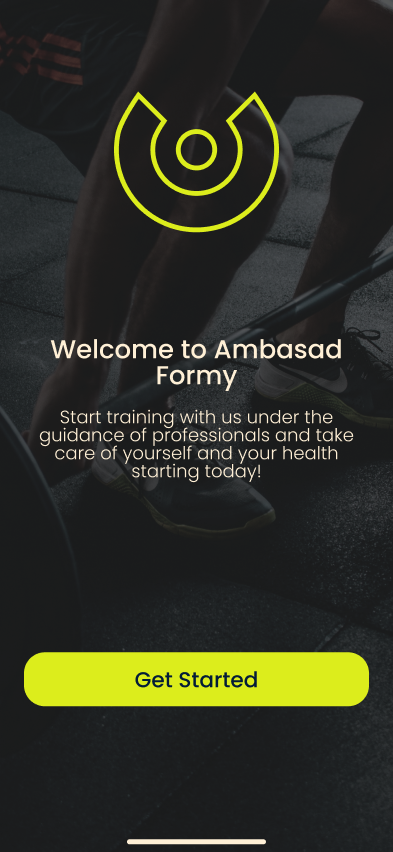 Welcome to Ambasad
Formy
Start training with us under the
guidance of professionals and take
care of yourself and your health
starting today!
Get Started